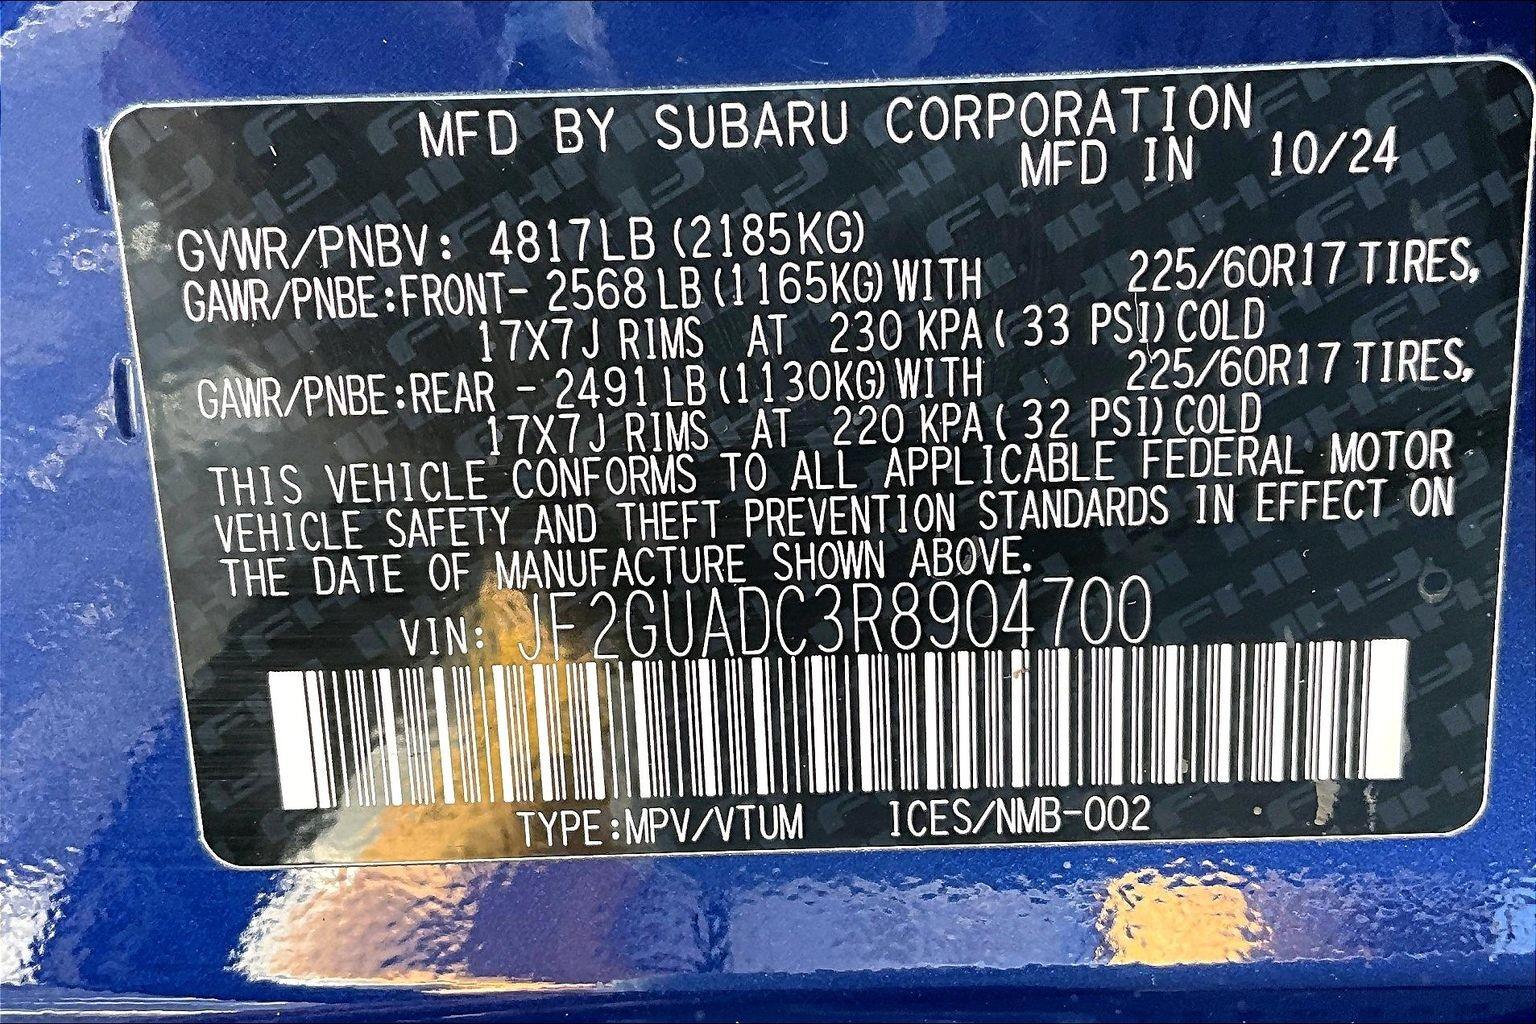 MFD BY SUBARU CORPORATION
MFD IN 10/24
GVWR/PNBV: 4817LB (2185KG)
GAWR/PNBE:FRONT- 2568 LB (1165KG) WITH 225/60R17 TIRES,
17X7J RIMS AT 230 KPA ( 33 PSI) COLD
GAWR/PNBE:REAR - 2491 LB (1130KG) WITH 225/60R17 TIRES,
17X7J RIMS AT 220 KPA ( 32 PSI) COLD
THIS VEHICLE CONFORMS TO ALL APPLICABLE FEDERAL MOTOR
VEHICLE SAFETY AND THEFT PREVENTION STANDARDS IN EFFECT ON
THE DATE OF MANUFACTURE SHOWN ABOVE.
VIN: JF2GUADC3R8904700
TYPE:MPV/VTUM ICES/NMB-002